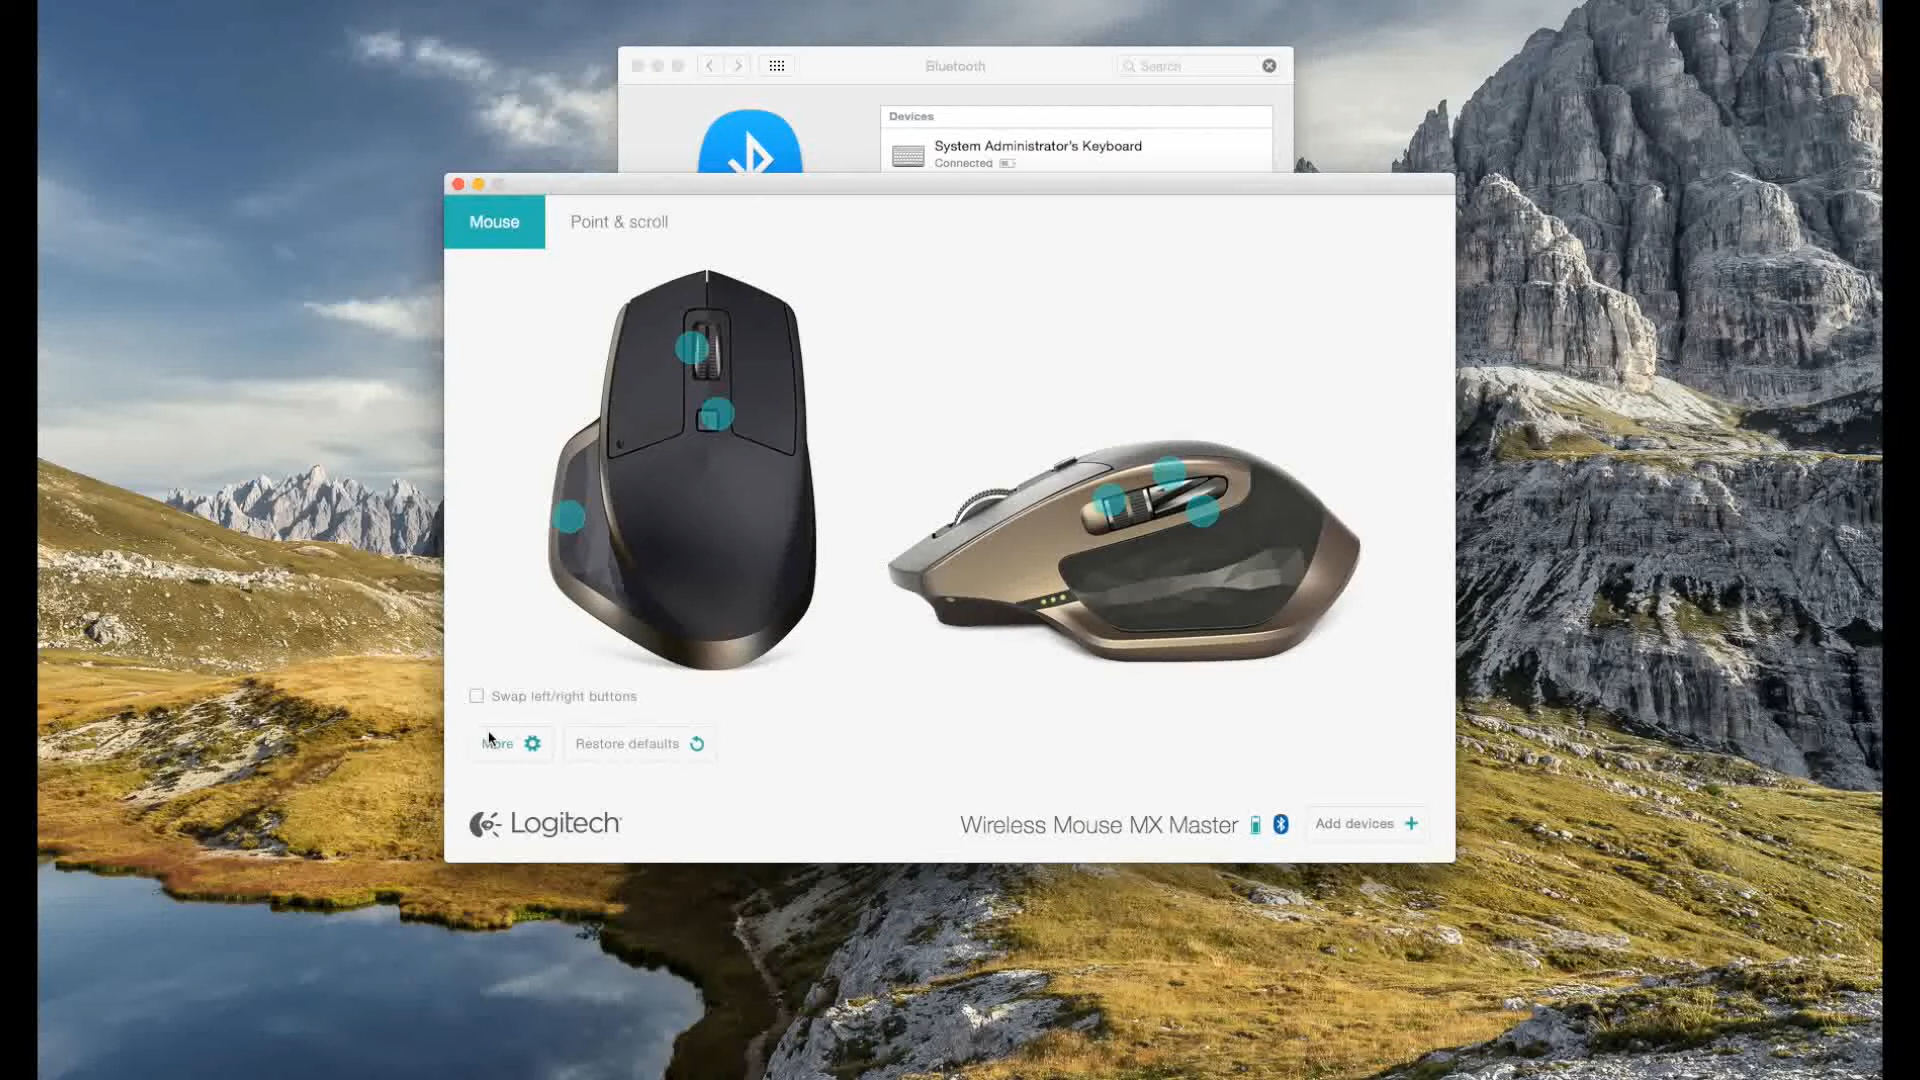 Bluetooth
Search
Devices
System Administrator's Keyboard
Connected
Mouse
Point & scroll
Swap left/right buttons
More
Restore defaults
Logitech
Wireless Mouse MX Master
Add devices +